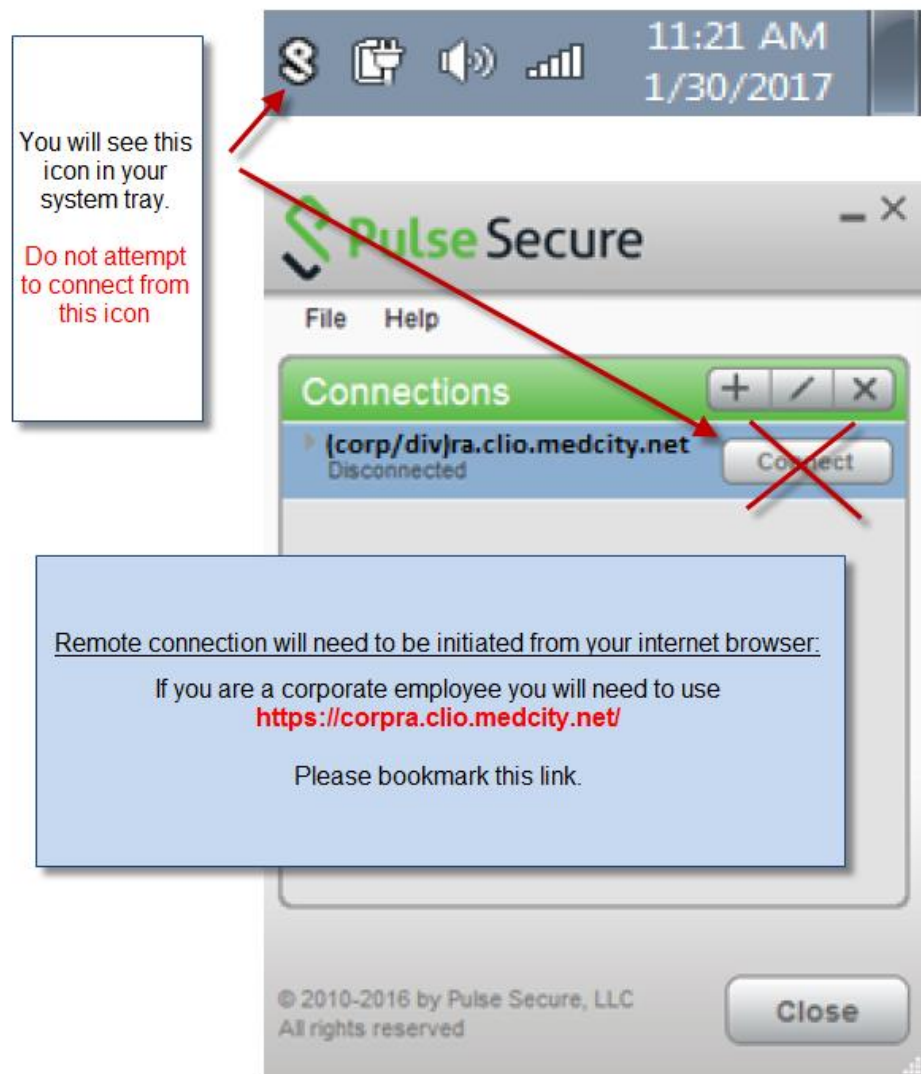 11:21 AM
1/30/2017
You will see this
icon in your
system tray.
Do not attempt
to connect from
this icon
Pulse Secure
File Help
Connections
(corp/div)ra.clio.medcity.net
Disconnected
Connect
Remote connection will need to be initiated from your internet browser:
If you are a corporate employee you will need to use
https://corpra.clio.medcity.net/
Please bookmark this link.
© 2010-2016 by Pulse Secure, LLC
All rights reserved
Close